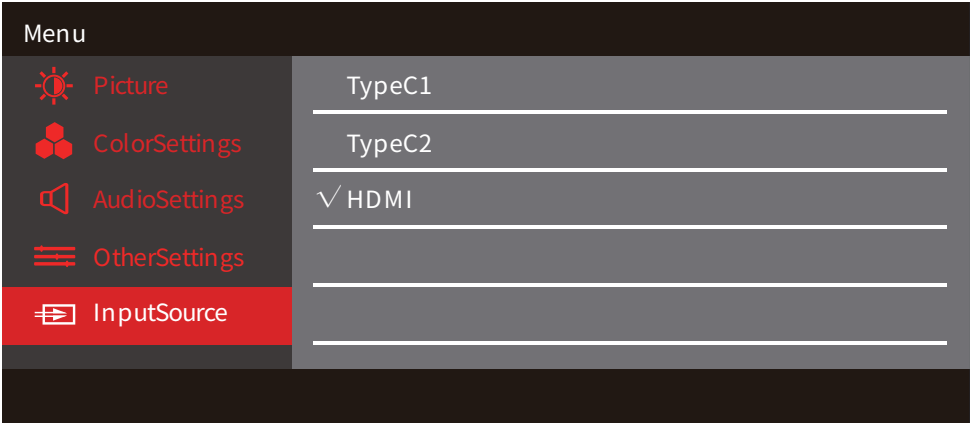 Menu
Picture
ColorSettings
AudioSettings
OtherSettings
InputSource
TypeC1
TypeC2
√ HDMI